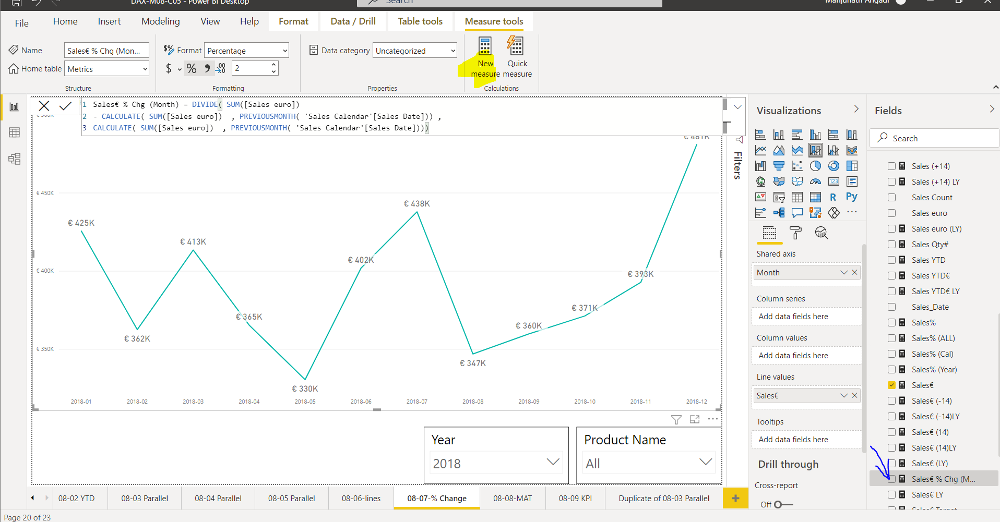 DAX-M08-C05 - Power BI Desktop
Search
Manjunath Angadi
File
Home
Insert
Modeling
View
Help
Format
Data / Drill
Table tools
Measure tools
Name
Sales€ % Chg (Mon...
Home table
Metrics
Structure
Format
Percentage
$
%
2
Formatting
Data category
Uncategorized
Properties
New
measure
Quick
measure
Calculations
1 Sales€ % Chg (Month) = DIVIDE( SUM([Sales euro])
2 - CALCULATE( SUM([Sales euro]) , PREVIOUSMONTH( 'Sales Calendar'[Sales Date])) ,
3 CALCULATE( SUM([Sales euro]) , PREVIOUSMONTH( 'Sales Calendar'[Sales Date])))
€ 481K
€ 450K
€ 438K
€ 425K
€ 413K
€ 402K
€ 400K
€ 393K
€ 371K
€ 365K
€ 360K
€ 362K
€ 350K
€ 347K
€ 330K
2018-01
2018-02
2018-03
2018-04
2018-05
2018-06
2018-07
2018-08
2018-09
2018-10
2018-11
2018-12
Year
2018
Product Name
All
Filters
Visualizations
123
R
Py
Shared axis
Month
Column series
Add data fields here
Column values
Add data fields here
Line values
Sales€
Tooltips
Add data fields here
Drill through
Cross-report
Off
Fields
Search
Sales (+14)
Sales (+14) LY
Sales Count
Sales euro
Sales euro (LY)
Sales Qty#
Sales YTD
Sales YTD€
Sales YTD€ LY
Sales_Date
Sales%
Sales% (ALL)
Sales% (Cal)
Sales% (Year)
Sales€
Sales€ (-14)
Sales€ (-14)LY
Sales€ (14)
Sales€ (14)LY
Sales€ (LY)
Sales€ % Chg (M...
Sales€ LY
Sales€ Target
08-02 YTD
08-03 Parallel
08-04 Parallel
08-05 Parallel
08-06-lines
08-07-% Change
08-08-MAT
08-09 KPI
Duplicate of 08-03 Parallel
Page 20 of 23